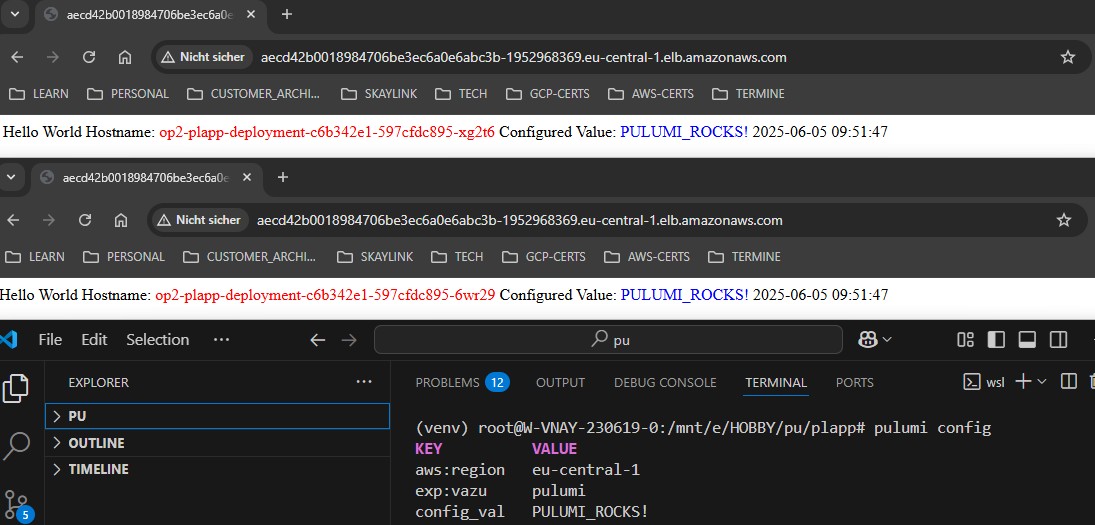 aecd42b0018984706be3ec6a0e
Nicht sicher aecd42b0018984706be3ec6a0e6abc3b-1952968369.eu-central-1.elb.amazonaws.com
LEARN PERSONAL CUSTOMER_ARCHI... SKAYLINK TECH GCP-CERTS AWS-CERTS TERMINE
Hello World Hostname: op2-plapp-deployment-c6b342e1-597cfdc895-xg2t6 Configured Value: PULUMI_ROCKS! 2025-06-05 09:51:47
aecd42b0018984706be3ec6a0e
Nicht sicher aecd42b0018984706be3ec6a0e6abc3b-1952968369.eu-central-1.elb.amazonaws.com
LEARN PERSONAL CUSTOMER_ARCHI... SKAYLINK TECH GCP-CERTS AWS-CERTS TERMINE
Hello World Hostname: op2-plapp-deployment-c6b342e1-597cfdc895-6wr29 Configured Value: PULUMI_ROCKS! 2025-06-05 09:51:47
File Edit Selection ··· pu
EXPLORER ···
PU
OUTLINE
TIMELINE
5
PROBLEMS 12 OUTPUT DEBUG CONSOLE TERMINAL PORTS wsl
(venv) root@W-VNAY-230619-0:/mnt/e/HOBBY/pu/plapp# pulumi config
KEY VALUE
aws:region eu-central-1
exp:vazu pulumi
config_val PULUMI_ROCKS!